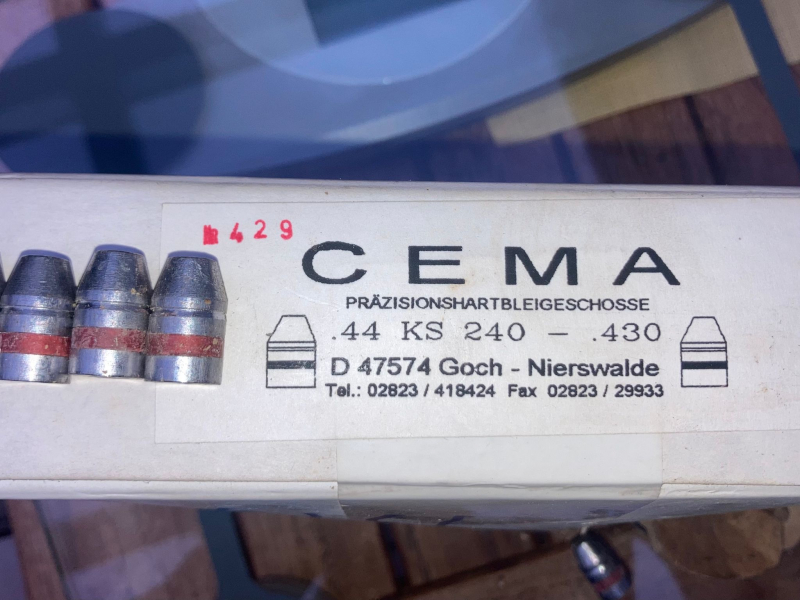 429
CEMA
PRÄZISIONSHARTBLEIGESCHOSSE
.44 KS 240 - .430
D 47574 Goch - Nierswalde
Tel.: 02823 / 418424 Fax 02823 / 29933